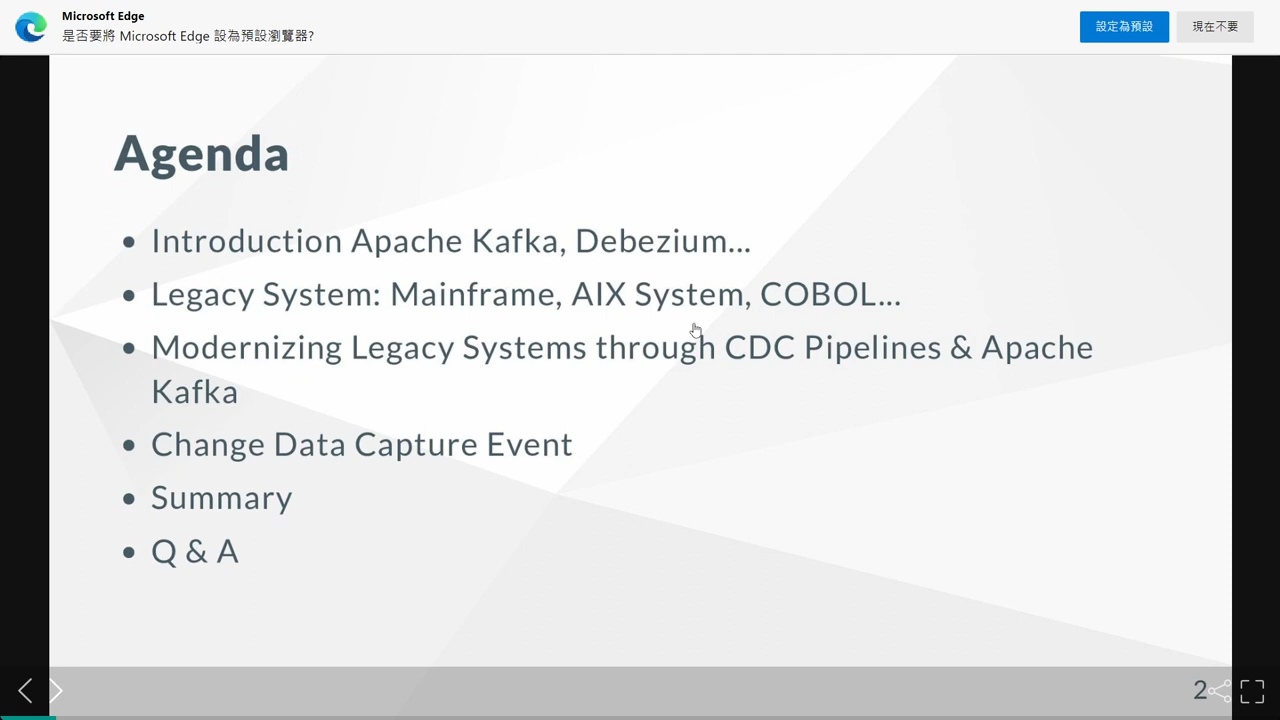 Microsoft Edge
是否要將 Microsoft Edge 設為預設瀏覽器?
設定為預設
現在不要
Agenda
• Introduction Apache Kafka, Debezium...
• Legacy System: Mainframe, AIX System, COBOL...
• Modernizing Legacy Systems through CDC Pipelines & Apache
Kafka
• Change Data Capture Event
• Summary
• Q & A
2